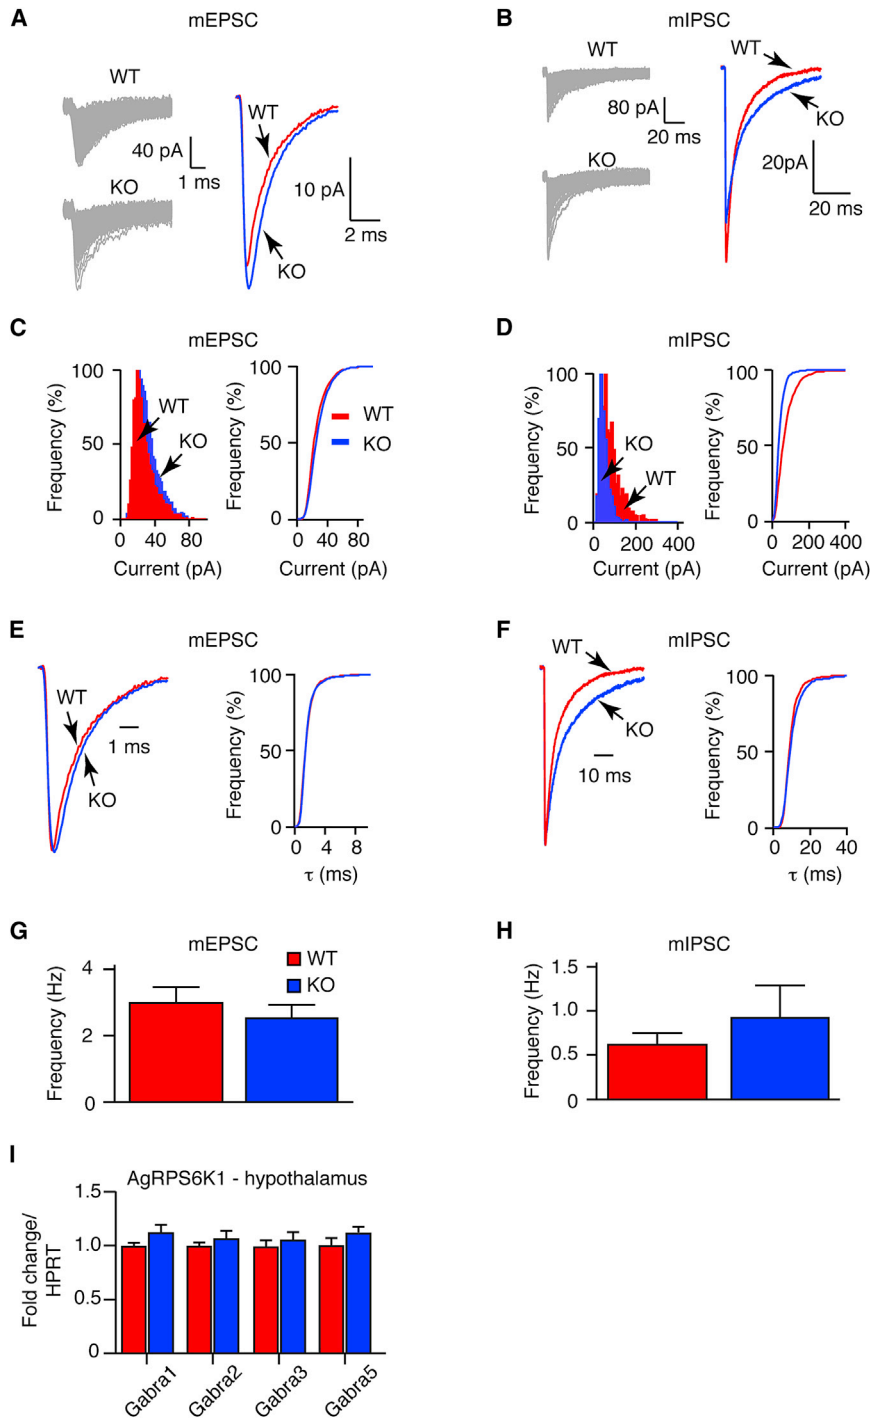 A
mEPSC
WT
40 pA
1 ms
KO
WT
10 pA
2 ms
KO
B
mIPSC
WT
80 pA
20 ms
KO
WT
KO
20pA
20 ms
C
mEPSC
Frequency (%)
100
50
0
WT
KO
0 40 80
Current (pA)
Frequency (%)
100
50
0
WT
KO
0 40 80
Current (pA)
D
mIPSC
Frequency (%)
100
50
0
KO
WT
0 200 400
Current (pA)
Frequency (%)
100
50
0
0 200 400
Current (pA)
E
mEPSC
WT
1 ms
KO
Frequency (%)
100
50
0
0 4 8
τ (ms)
F
mIPSC
WT
KO
10 ms
Frequency (%)
100
50
0
0 20 40
τ (ms)
G
mEPSC
WT
KO
Frequency (Hz)
4
2
0
H
mIPSC
Frequency (Hz)
1.5
1.0
0.5
0
I
AgRPS6K1 - hypothalamus
Fold change/
HPRT
1.5
1.0
0.5
0
Gabra1
Gabra2
Gabra3
Gabra5